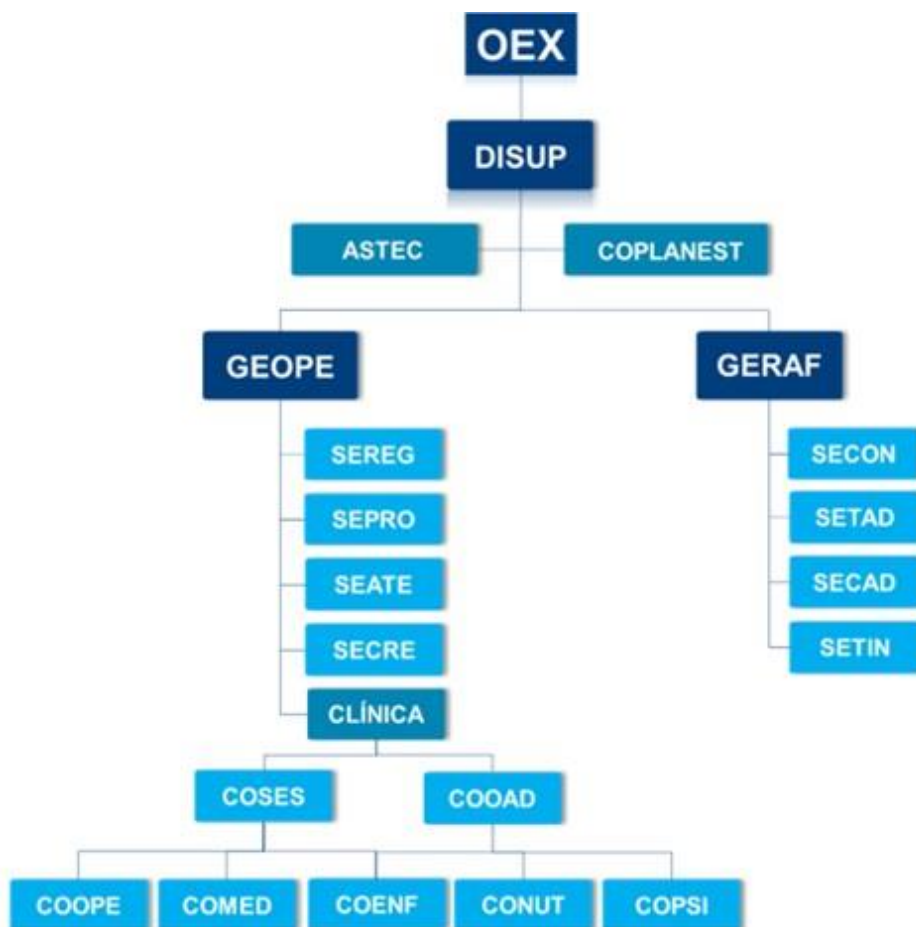 OEX
DISUP
ASTEC
COPLANEST
GEOPE
GERAF
SEREG
SECON
SEPRO
SETAD
SEATE
SECAD
SECRE
SETIN
CLÍNICA
COSES
COOAD
COOPE
COMED
COENF
CONUT
COPSI